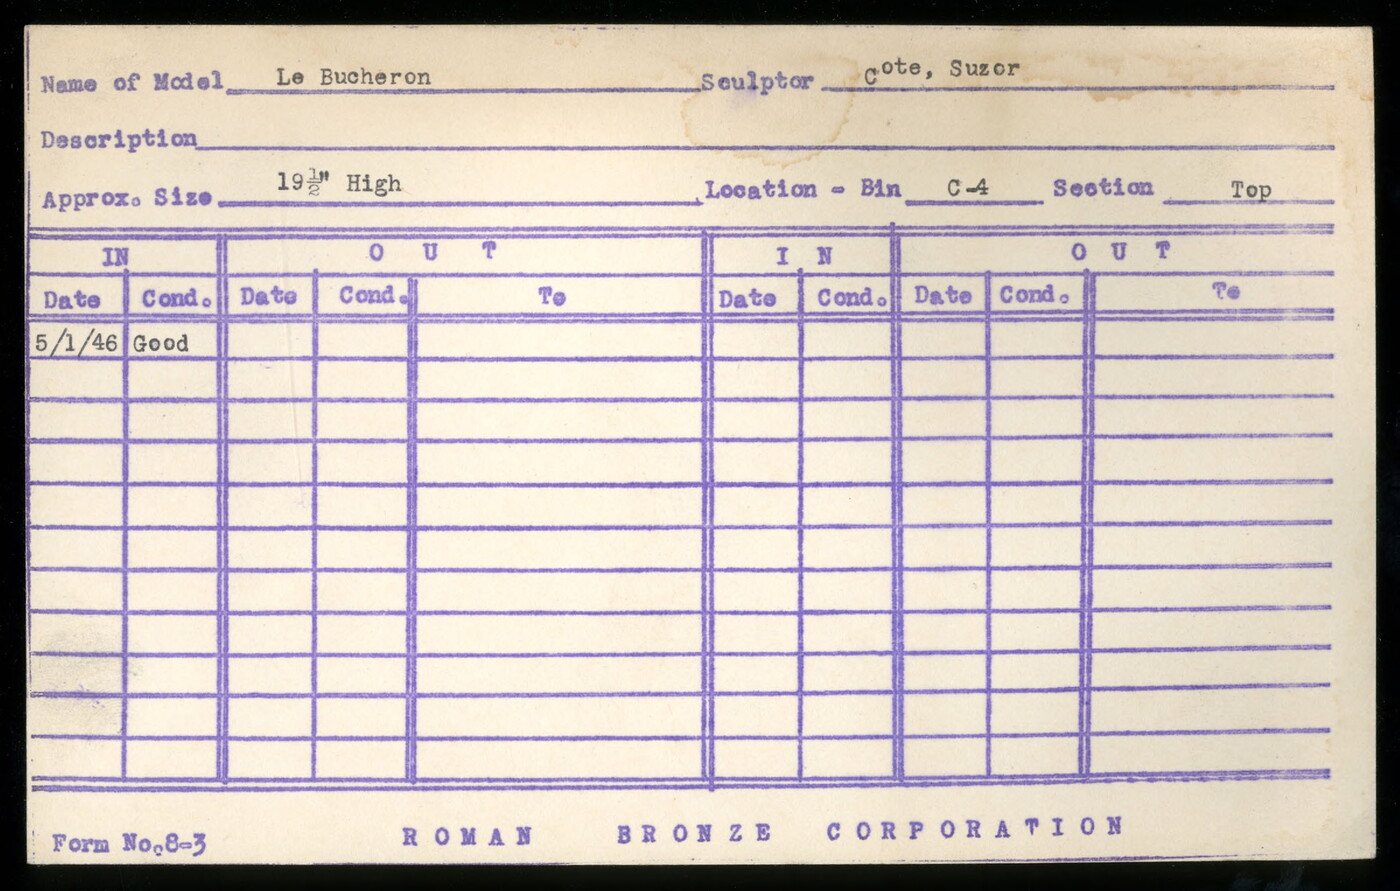 Name of Model Le Bucheron Sculptor Cote, Suzor
Description
Approx. Size 19½" High Location - Bin C-4 Section Top
IN OUT IN OUT
Date Cond. Date Cond. To Date Cond. Date Cond. To
5/1/46 Good
Form No. 8-3 ROMAN BRONZE CORPORATION